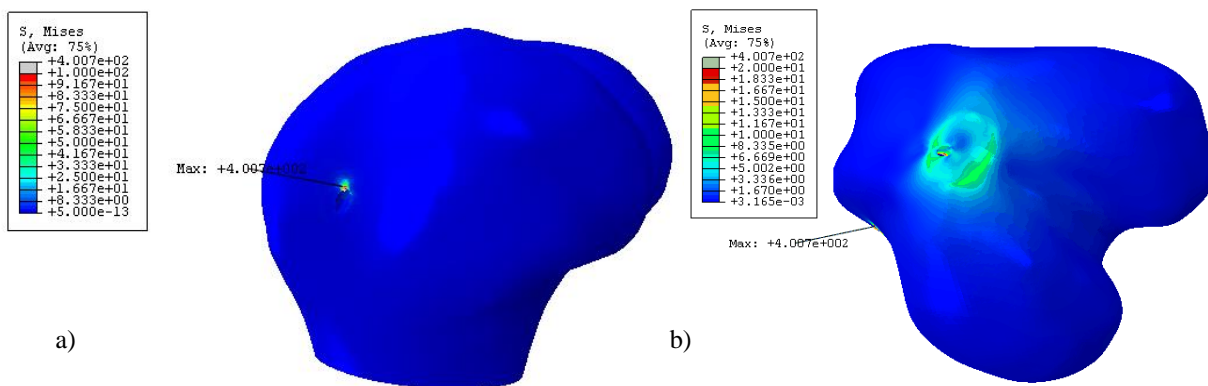 S, Mises
(Avg: 75%)
+4.007e+02
+1.000e+02
+9.167e+01
+8.333e+01
+7.500e+01
+6.667e+01
+5.833e+01
+5.000e+01
+4.167e+01
+3.333e+01
+2.500e+01
+1.667e+01
+8.333e+00
+5.000e-13
Max: +4.007e+002
a)
S, Mises
(Avg: 75%)
+4.007e+02
+2.000e+01
+1.833e+01
+1.667e+01
+1.500e+01
+1.333e+01
+1.167e+01
+1.000e+01
+8.335e+00
+6.669e+00
+5.002e+00
+3.336e+00
+1.670e+00
+3.165e-03
Max: +4.007e+002
b)